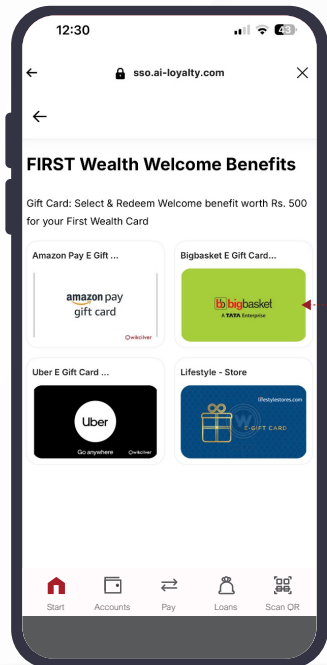 12:30
43
sso.ai-loyalty.com
FIRST Wealth Welcome Benefits
Gift Card: Select & Redeem Welcome benefit worth Rs. 500
for your First Wealth Card
Amazon Pay E Gift ...
Bigbasket E Gift Card...
amazon pay
gift card
Qwikcilver
bb bigbasket
A TATA Enterprise
Uber E Gift Card ...
Lifestyle - Store
Uber
Go anywhere
Qwikcilver
lifestylestores.com
W
E-GIFT CARD
Start
Accounts
Pay
Loans
Scan QR